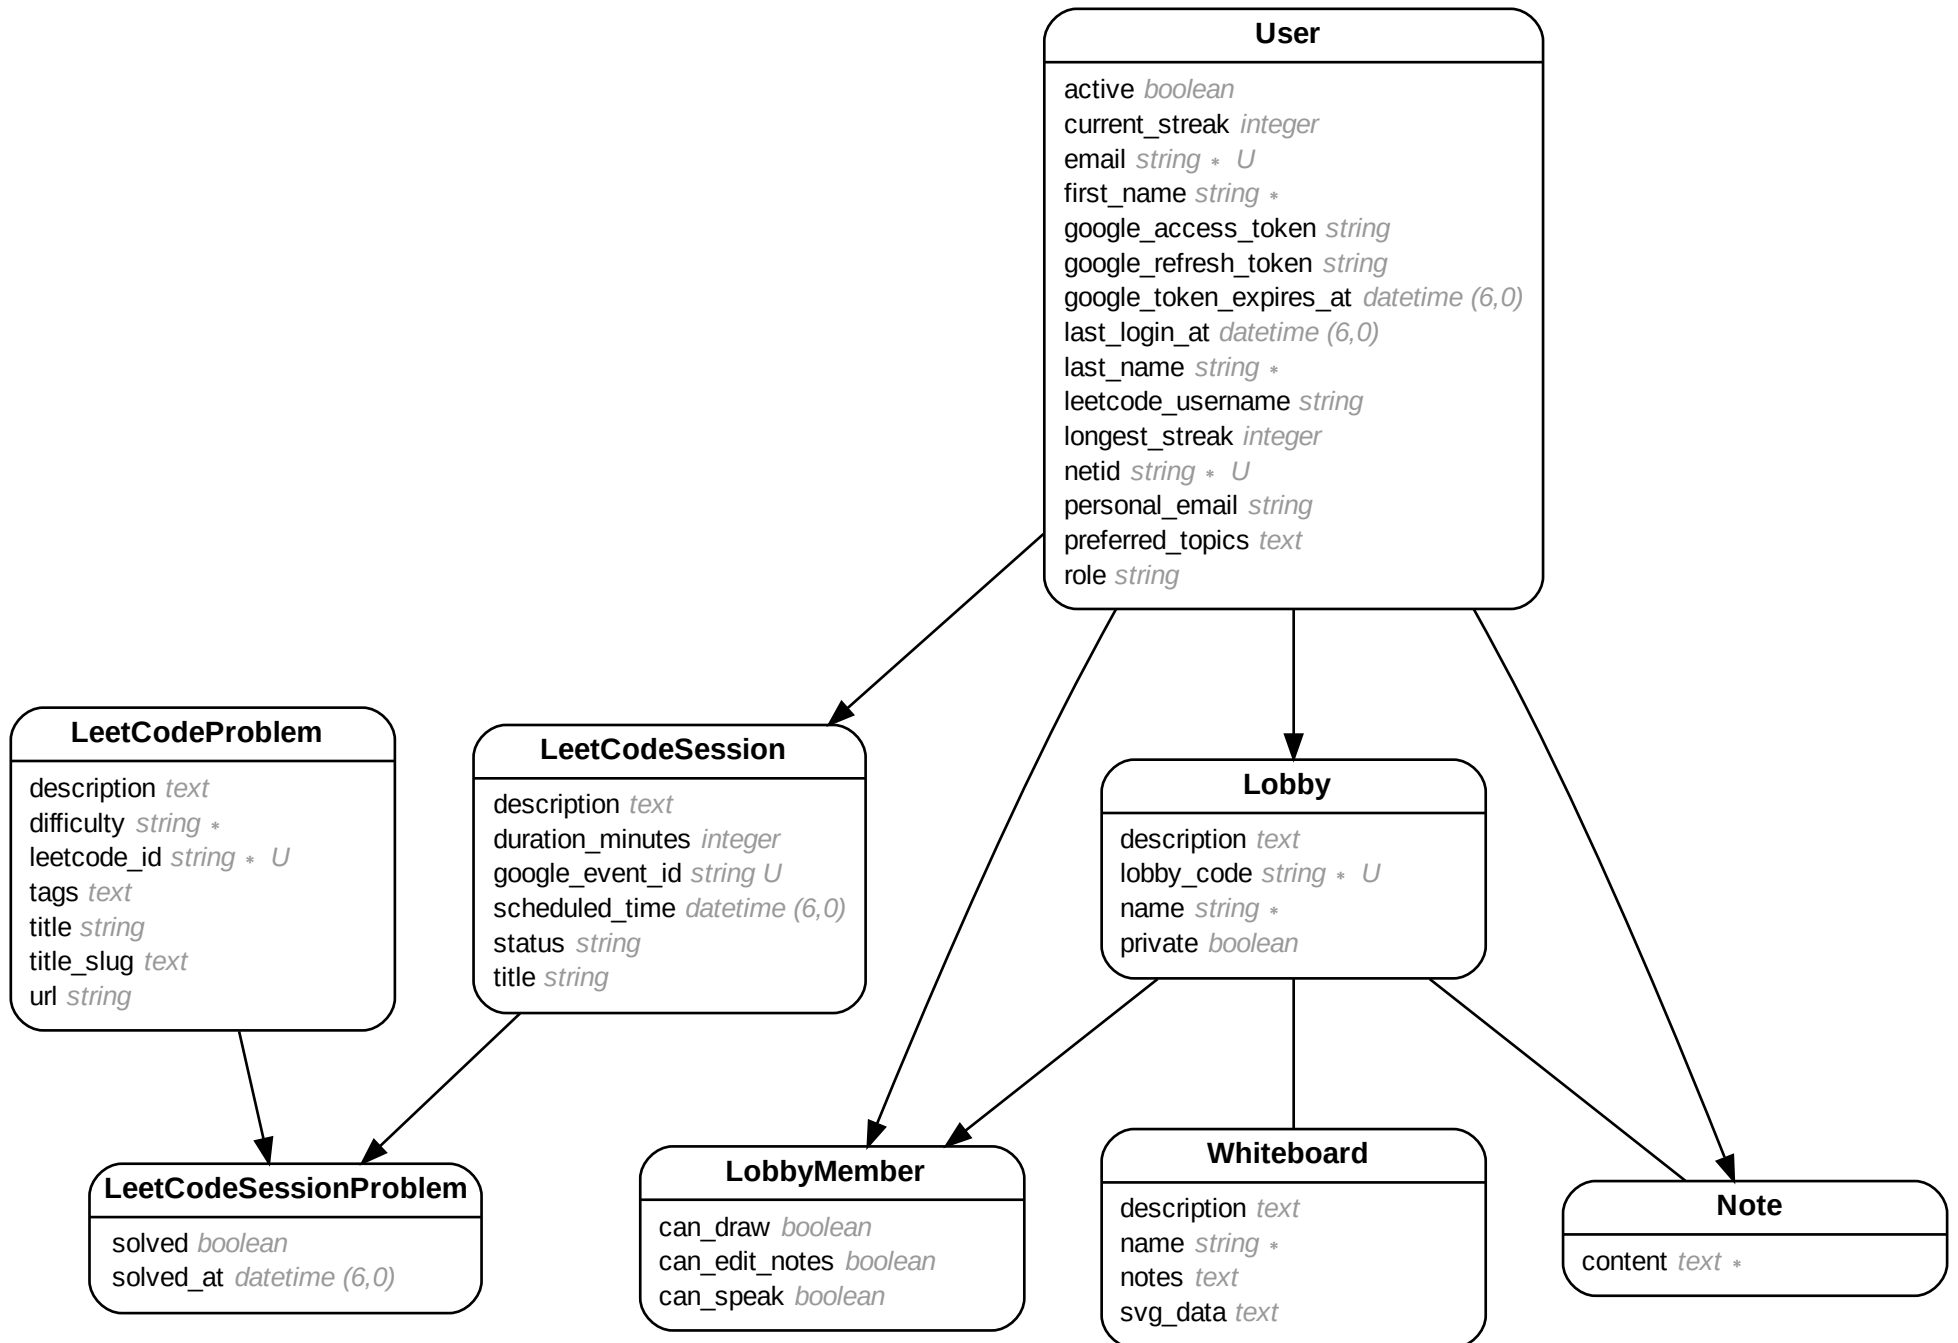 User
active boolean
current_streak integer
email string * U
first_name string *
google_access_token string
google_refresh_token string
google_token_expires_at datetime (6,0)
last_login_at datetime (6,0)
last_name string *
leetcode_username string
longest_streak integer
netid string * U
personal_email string
preferred_topics text
role string
LeetCodeProblem
description text
difficulty string *
leetcode_id string * U
tags text
title string
title_slug text
url string
LeetCodeSession
description text
duration_minutes integer
google_event_id string U
scheduled_time datetime (6,0)
status string
title string
Lobby
description text
lobby_code string * U
name string *
private boolean
LeetCodeSessionProblem
solved boolean
solved_at datetime (6,0)
LobbyMember
can_draw boolean
can_edit_notes boolean
can_speak boolean
Whiteboard
description text
name string *
notes text
svg_data text
Note
content text *